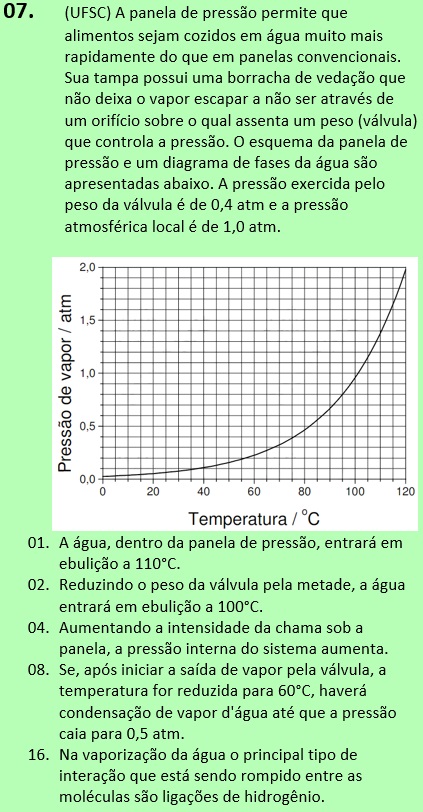 07. (UFSC) A panela de pressão permite que
alimentos sejam cozidos em água muito mais
rapidamente do que em panelas convencionais.
Sua tampa possui uma borracha de vedação que
não deixa o vapor escapar a não ser através de
um orifício sobre o qual assenta um peso (válvula)
que controla a pressão. O esquema da panela de
pressão e um diagrama de fases da água são
apresentadas abaixo. A pressão exercida pelo
peso da válvula é de 0,4 atm e a pressão
atmosférica local é de 1,0 atm.
Pressão de vapor / atm
2,0
1,5
1,0
0,5
0,0
0 20 40 60 80 100 120
Temperatura / °C
01. A água, dentro da panela de pressão, entrará em
ebulição a 110°C.
02. Reduzindo o peso da válvula pela metade, a água
entrará em ebulição a 100°C.
04. Aumentando a intensidade da chama sob a
panela, a pressão interna do sistema aumenta.
08. Se, após iniciar a saída de vapor pela válvula, a
temperatura for reduzida para 60°C, haverá
condensação de vapor d'água até que a pressão
caia para 0,5 atm.
16. Na vaporização da água o principal tipo de
interação que está sendo rompido entre as
moléculas são ligações de hidrogênio.